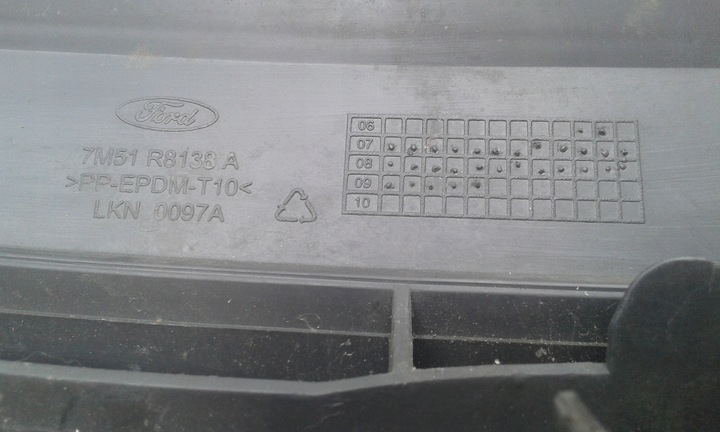 Ford
7M51 R8138 A
>PP-EPDM-T10<
LKN 0097A
06
07
08
09
10